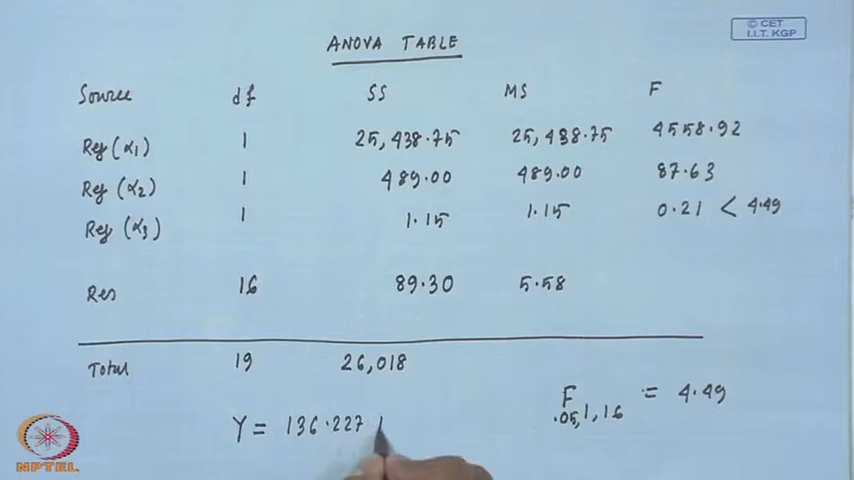 © CET
I.I.T. KGP
ANOVA TABLE
Source df SS MS F
Reg(α1) 1 25,438.75 25,438.75 4558.92
Reg(α2) 1 489.00 489.00 87.63
Reg(α3) 1 1.15 1.15 0.21 < 4.49
Res 16 89.30 5.58
Total 19 26,018
F.05,1,16 = 4.49
Y = 136.227
NPTEL